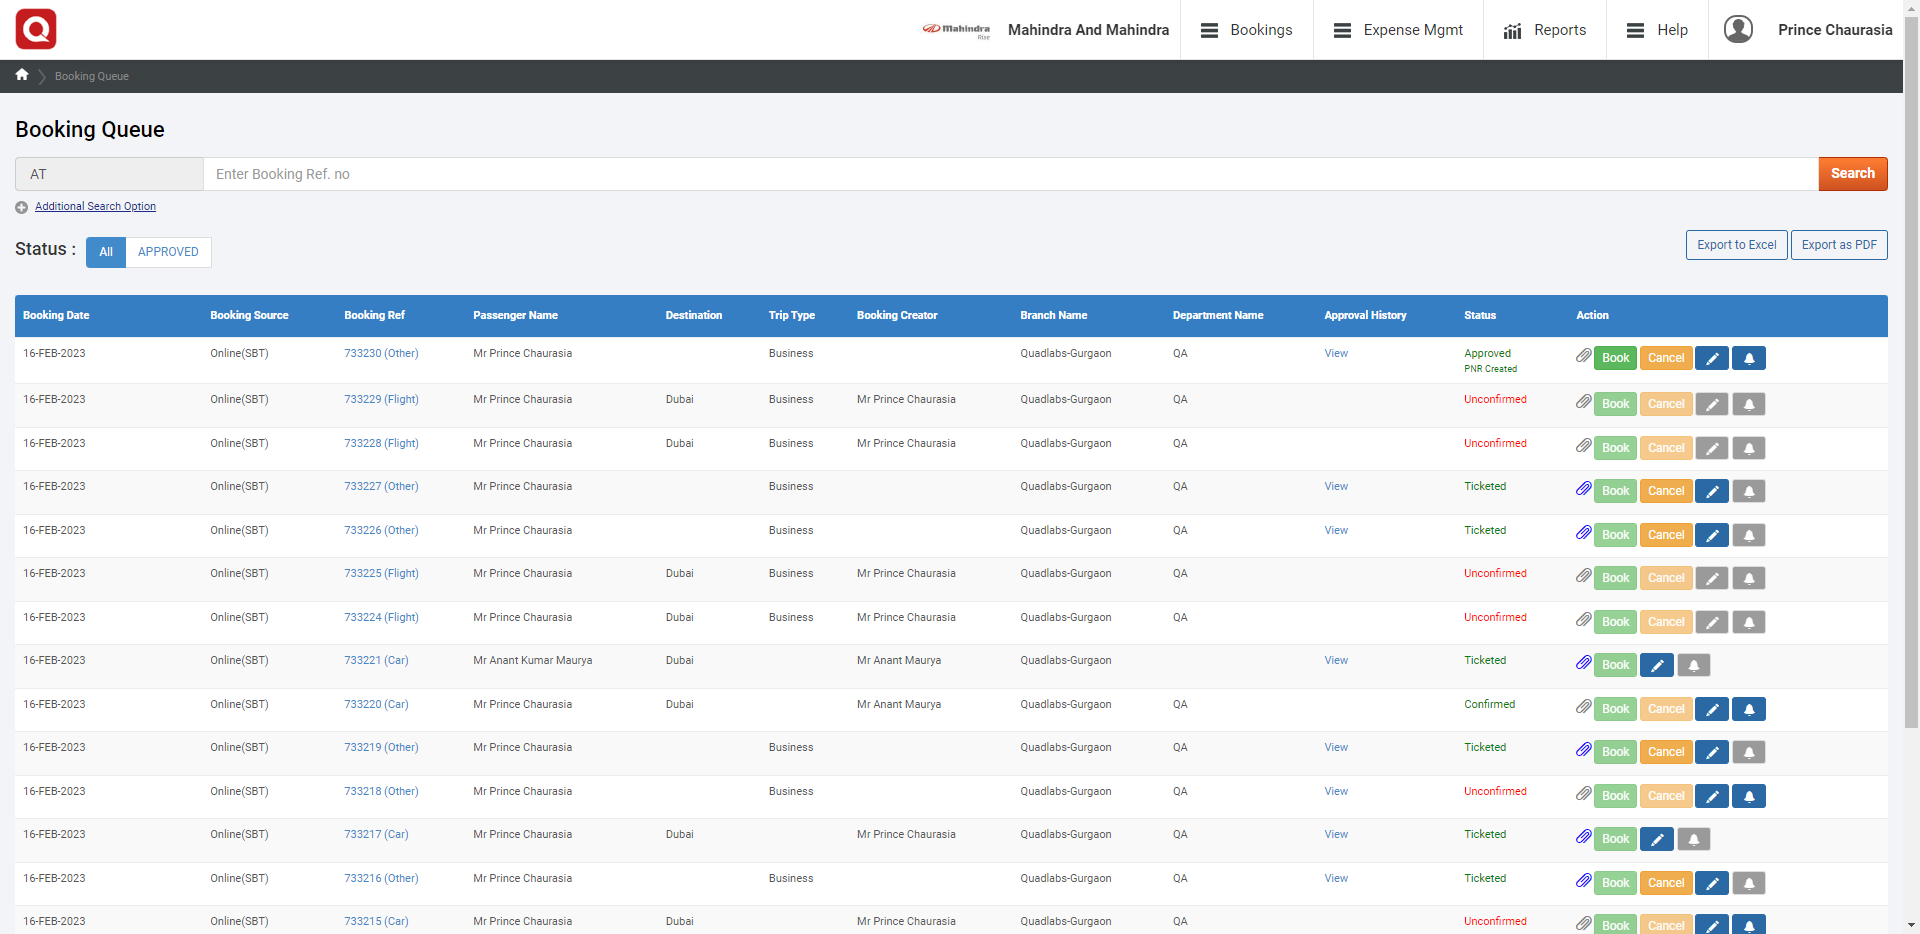 Mahindra Rise
Mahindra And Mahindra
Bookings
Expense Mgmt
Reports
Help
Prince Chaurasia
Booking Queue
Booking Queue
AT Enter Booking Ref. no Search
Additional Search Option
Status : All APPROVED Export to Excel Export as PDF
Booking Date Booking Source Booking Ref Passenger Name Destination Trip Type Booking Creator Branch Name Department Name Approval History Status Action
16-FEB-2023 Online(SBT) 733230 (Other) Mr Prince Chaurasia Business Quadlabs-Gurgaon QA View Approved Book Cancel
PNR Created
16-FEB-2023 Online(SBT) 733229 (Flight) Mr Prince Chaurasia Dubai Business Mr Prince Chaurasia Quadlabs-Gurgaon QA Unconfirmed Book Cancel
16-FEB-2023 Online(SBT) 733228 (Flight) Mr Prince Chaurasia Dubai Business Mr Prince Chaurasia Quadlabs-Gurgaon QA Unconfirmed Book Cancel
16-FEB-2023 Online(SBT) 733227 (Other) Mr Prince Chaurasia Business Quadlabs-Gurgaon QA View Ticketed Book Cancel
16-FEB-2023 Online(SBT) 733226 (Other) Mr Prince Chaurasia Business Quadlabs-Gurgaon QA View Ticketed Book Cancel
16-FEB-2023 Online(SBT) 733225 (Flight) Mr Prince Chaurasia Dubai Business Mr Prince Chaurasia Quadlabs-Gurgaon QA Unconfirmed Book Cancel
16-FEB-2023 Online(SBT) 733224 (Flight) Mr Prince Chaurasia Dubai Business Mr Prince Chaurasia Quadlabs-Gurgaon QA Unconfirmed Book Cancel
16-FEB-2023 Online(SBT) 733221 (Car) Mr Anant Kumar Maurya Dubai Mr Anant Maurya Quadlabs-Gurgaon View Ticketed Book
16-FEB-2023 Online(SBT) 733220 (Car) Mr Prince Chaurasia Dubai Mr Anant Maurya Quadlabs-Gurgaon QA Confirmed Book Cancel
16-FEB-2023 Online(SBT) 733219 (Other) Mr Prince Chaurasia Business Quadlabs-Gurgaon QA View Ticketed Book Cancel
16-FEB-2023 Online(SBT) 733218 (Other) Mr Prince Chaurasia Business Quadlabs-Gurgaon QA View Unconfirmed Book Cancel
16-FEB-2023 Online(SBT) 733217 (Car) Mr Prince Chaurasia Dubai Mr Prince Chaurasia Quadlabs-Gurgaon QA View Ticketed Book
16-FEB-2023 Online(SBT) 733216 (Other) Mr Prince Chaurasia Business Quadlabs-Gurgaon QA View Ticketed Book Cancel
16-FEB-2023 Online(SBT) 733215 (Car) Mr Prince Chaurasia Dubai Mr Prince Chaurasia Quadlabs-Gurgaon QA Unconfirmed Book Cancel